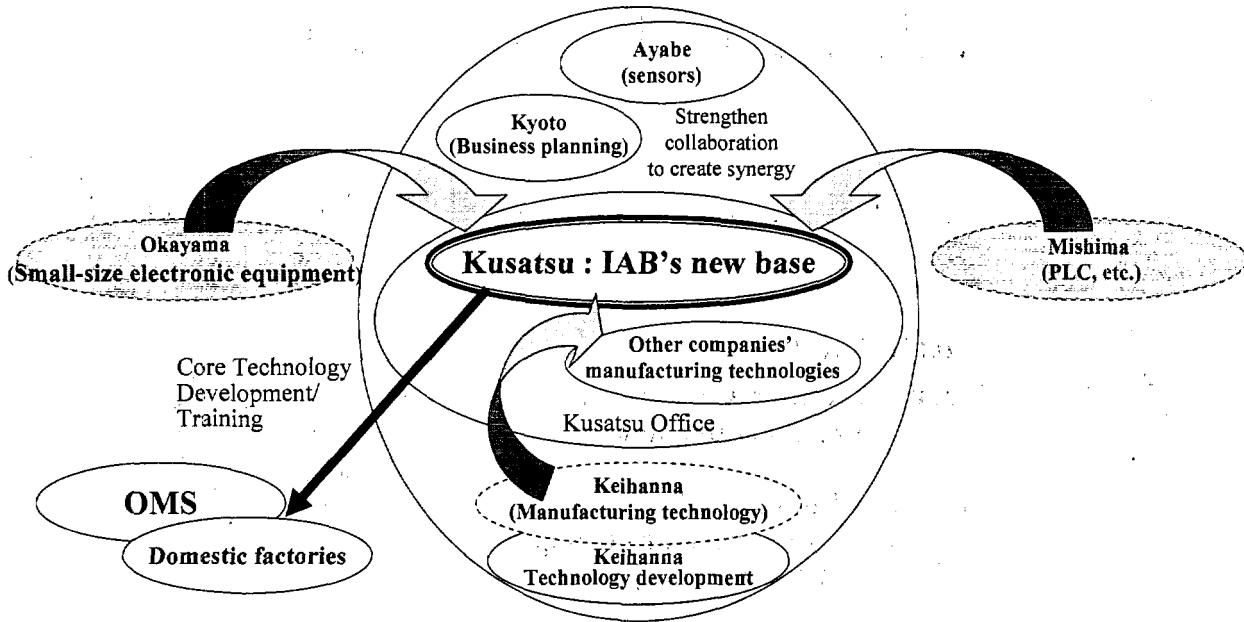 Ayabe
(sensors)
Kyoto
(Business planning)
Strengthen
collaboration
to create synergy
Okayama
(Small-size electronic equipment)
Kusatsu : IAB's new base
Mishima
(PLC, etc.)
Other companies'
manufacturing technologies
Core Technology
Development/
Training
Kusatsu Office
Keihanna
(Manufacturing technology)
OMS
Domestic factories
Keihanna
Technology development